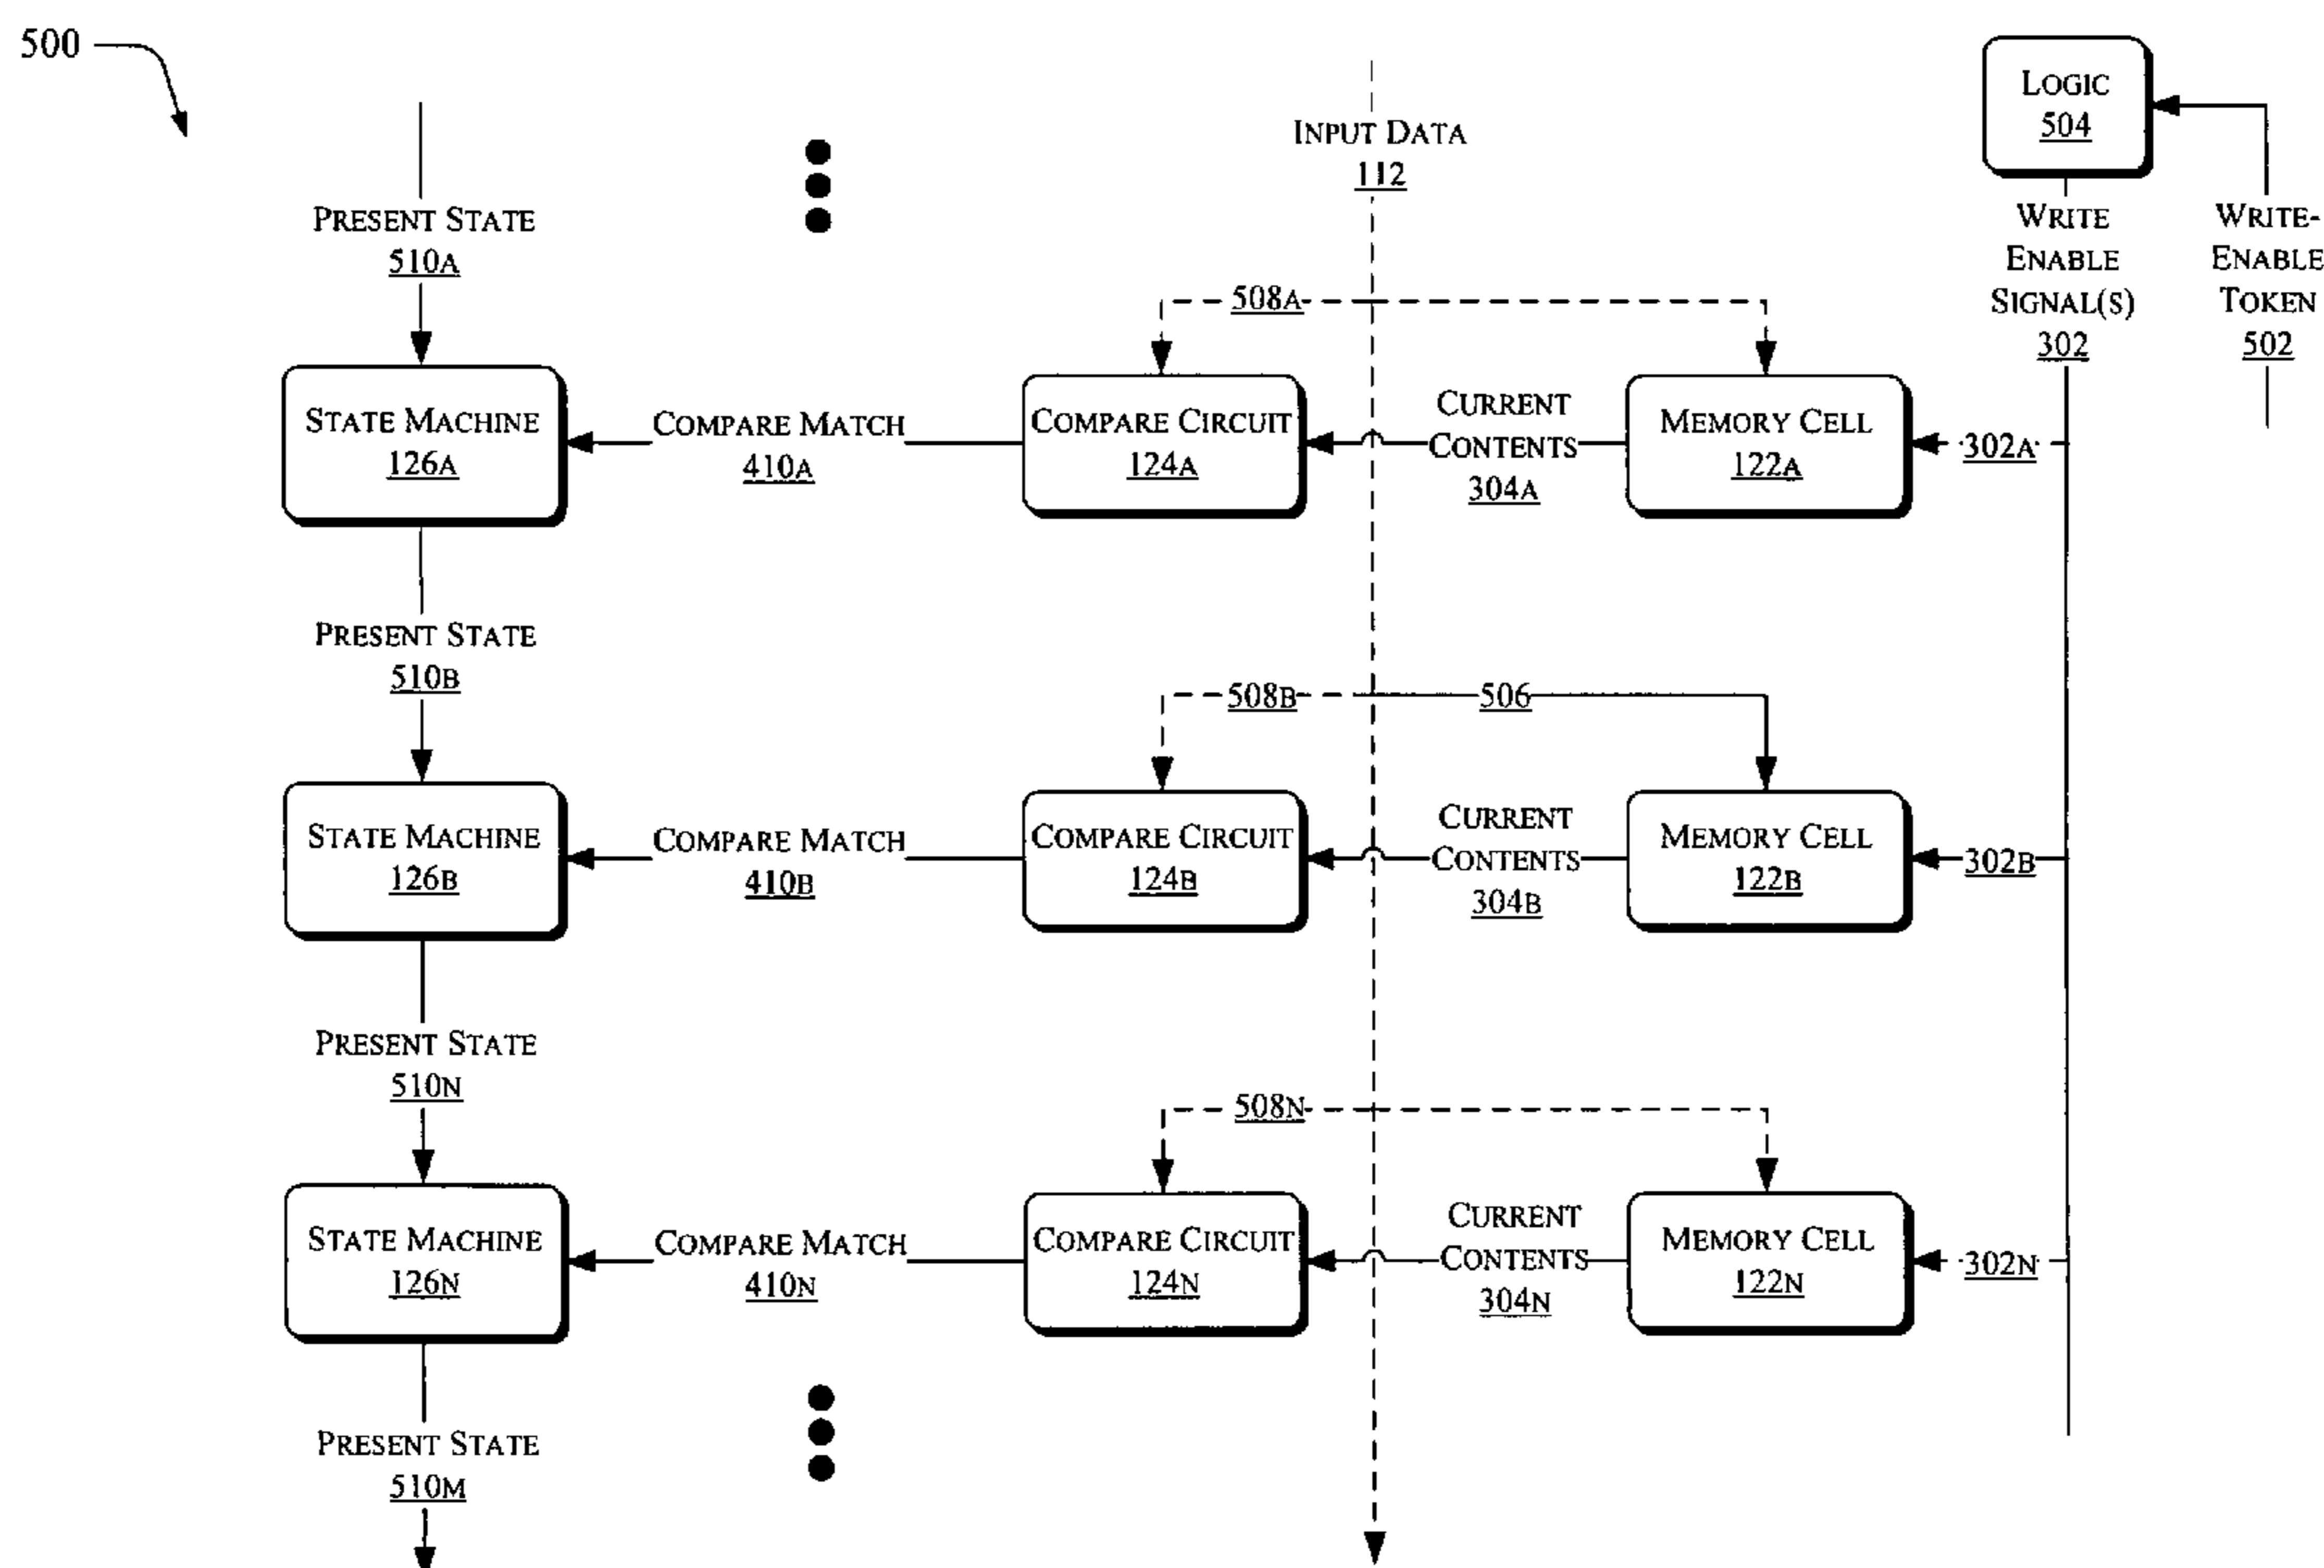 500
LOGIC
504
INPUT DATA
112
PRESENT STATE
510A
WRITE
ENABLE
SIGNAL(S)
302
WRITE-
ENABLE
TOKEN
502
508A
STATE MACHINE
126A
COMPARE MATCH
410A
COMPARE CIRCUIT
124A
CURRENT
CONTENTS
304A
MEMORY CELL
122A
302A
PRESENT STATE
510B
508B
506
STATE MACHINE
126B
COMPARE MATCH
410B
COMPARE CIRCUIT
124B
CURRENT
CONTENTS
304B
MEMORY CELL
122B
302B
PRESENT STATE
510N
508N
STATE MACHINE
126N
COMPARE MATCH
410N
COMPARE CIRCUIT
124N
CURRENT
CONTENTS
304N
MEMORY CELL
122N
302N
PRESENT STATE
510M